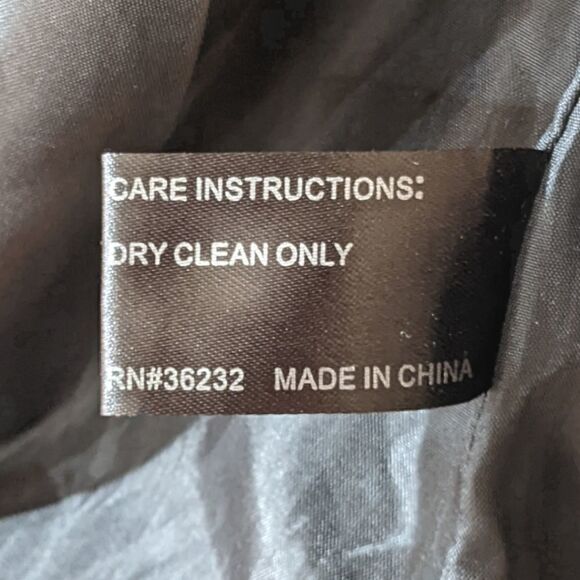 CARE INSTRUCTIONS:
DRY CLEAN ONLY
RN#36232 MADE IN CHINA